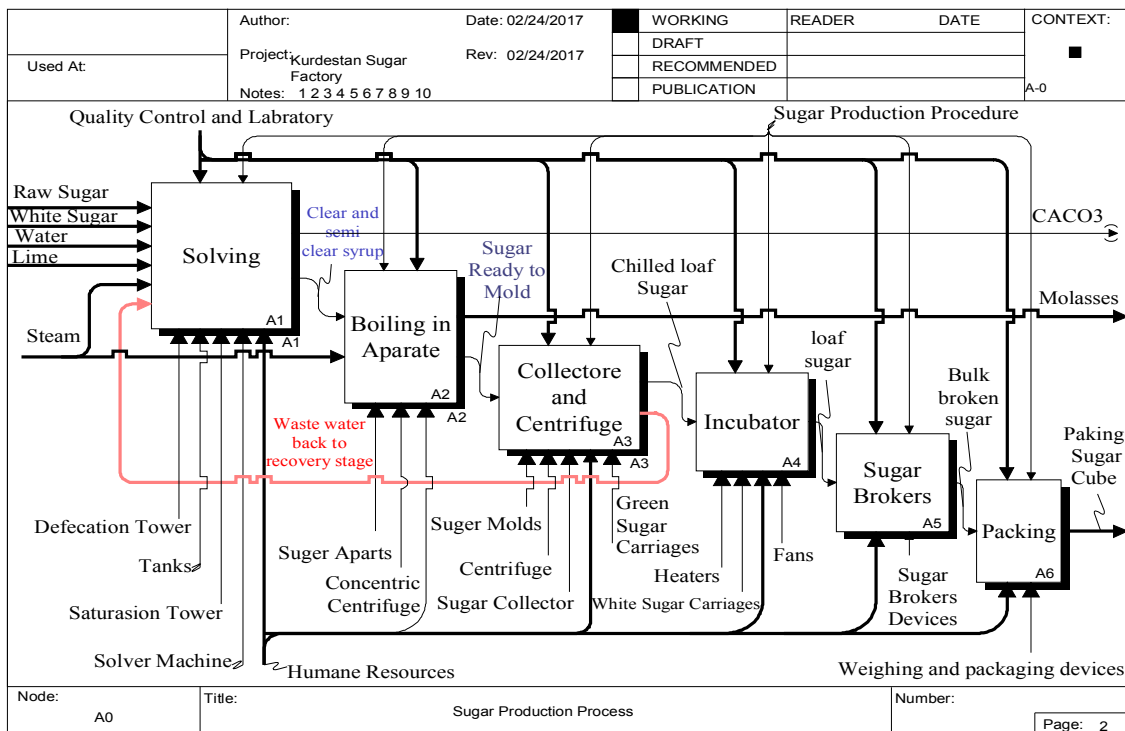 Used At:
Author:
Date: 02/24/2017
Project:
Kurdestan Sugar
Factory
Rev: 02/24/2017
Notes: 1 2 3 4 5 6 7 8 9 10
WORKING
DRAFT
RECOMMENDED
PUBLICATION
READER
DATE
CONTEXT:
A-0
Quality Control and Labratory
Sugar Production Procedure
Raw Sugar
White Sugar
Water
Lime
Steam
Solving
A1
A1
Clear and
semi
clear syrup
CACO3
Boiling in
Aparate
A2
A2
Sugar
Ready to
Mold
Molasses
Collectore
and
Centrifuge
A3
A3
Chilled loaf
Sugar
Incubator
A4
loaf
sugar
Sugar
Brokers
A5
Bulk
broken
sugar
Packing
A6
Paking
Sugar
Cube
Waste water
back to
recovery stage
Defecation Tower
Tanks
Saturasion Tower
Solver Machine
Humane Resources
Suger Aparts
Concentric
Centrifuge
Suger Molds
Centrifuge
Sugar Collector
Green
Sugar
Carriages
Heaters
White Sugar Carriages
Fans
Sugar
Brokers
Devices
Weighing and packaging devices
Node:
A0
Title:
Sugar Production Process
Number:
Page: 2